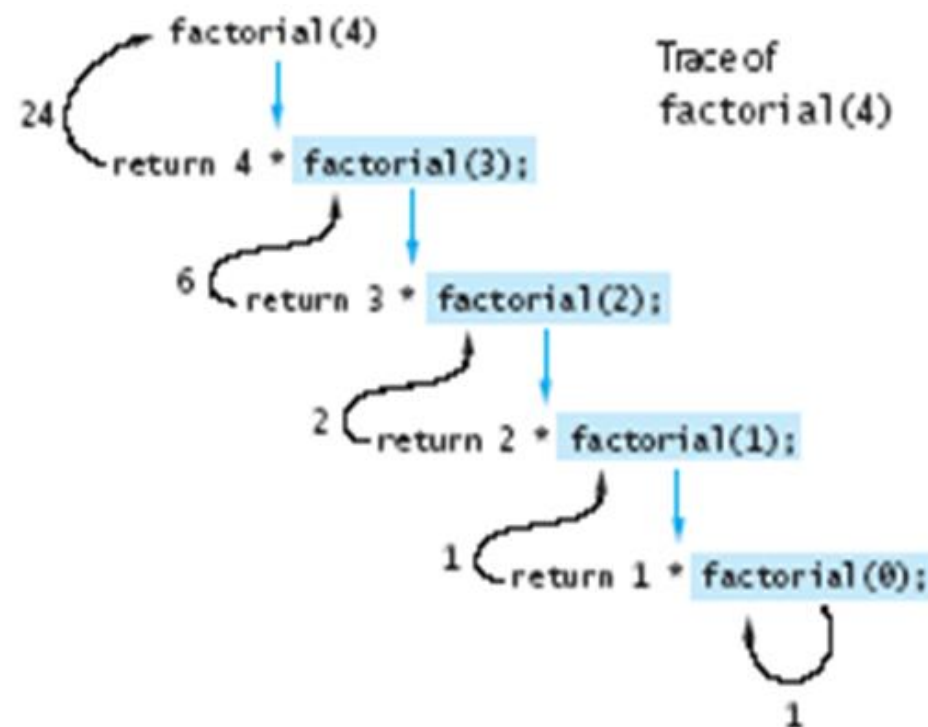 factorial(4)
Trace of
factorial(4)
24
return 4 * factorial(3);
6
return 3 * factorial(2);
2
return 2 * factorial(1);
1
return 1 * factorial(0);
1